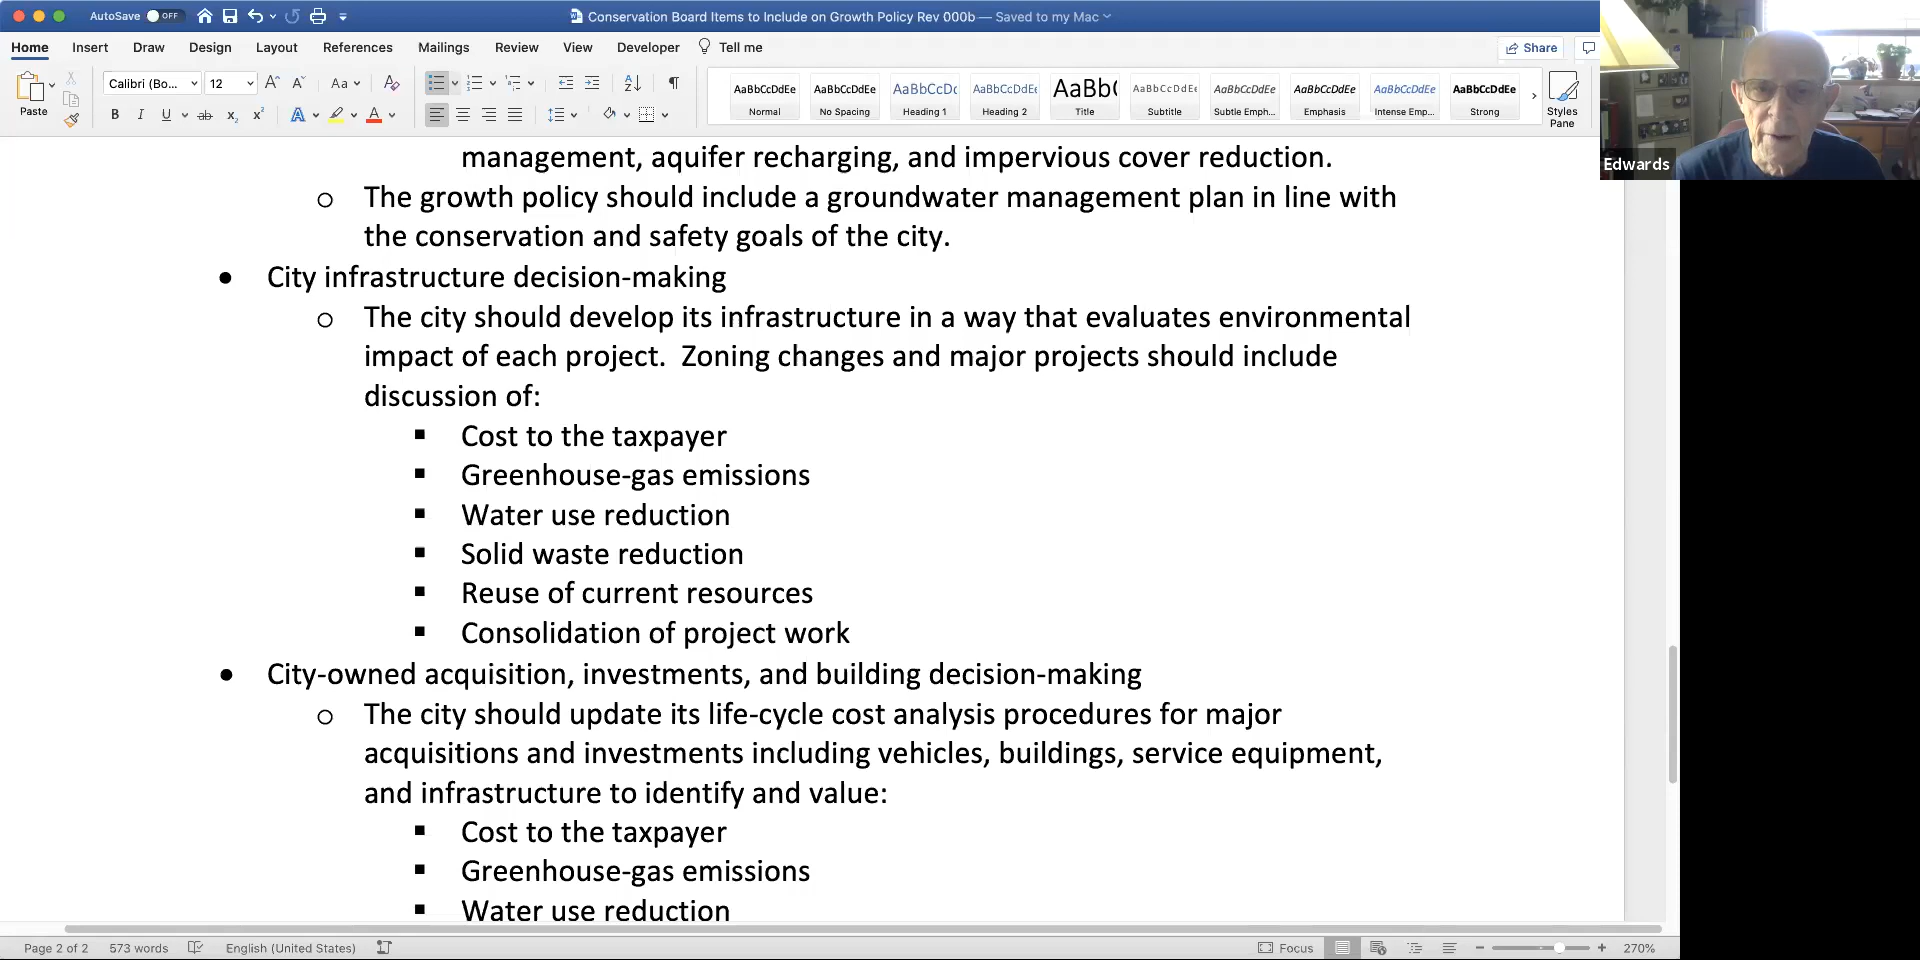 AutoSave OFF
Conservation Board Items to Include on Growth Policy Rev 000b — Saved to my Mac
Home Insert Draw Design Layout References Mailings Review View Developer Tell me Share
Paste
Calibri (Bo... 12 A A Aa A
B I U ab x2 x2 A A
AaBbCcDdEe AaBbCcDdEe AaBbCcDc AaBbCcDdEe AaBb( AaBbCcDdEe AaBbCcDdEe AaBbCcDdEe AaBbCcDdEe AaBbCcDdEe
Normal No Spacing Heading 1 Heading 2 Title Subtitle Subtle Emph... Emphasis Intense Emp... Strong
Styles
Pane
Edwards
management, aquifer recharging, and impervious cover reduction.
o The growth policy should include a groundwater management plan in line with
the conservation and safety goals of the city.
• City infrastructure decision-making
o The city should develop its infrastructure in a way that evaluates environmental
impact of each project.  Zoning changes and major projects should include
discussion of:
▪ Cost to the taxpayer
▪ Greenhouse-gas emissions
▪ Water use reduction
▪ Solid waste reduction
▪ Reuse of current resources
▪ Consolidation of project work
• City-owned acquisition, investments, and building decision-making
o The city should update its life-cycle cost analysis procedures for major
acquisitions and investments including vehicles, buildings, service equipment,
and infrastructure to identify and value:
▪ Cost to the taxpayer
▪ Greenhouse-gas emissions
▪ Water use reduction
Page 2 of 2 573 words English (United States) Focus 270%